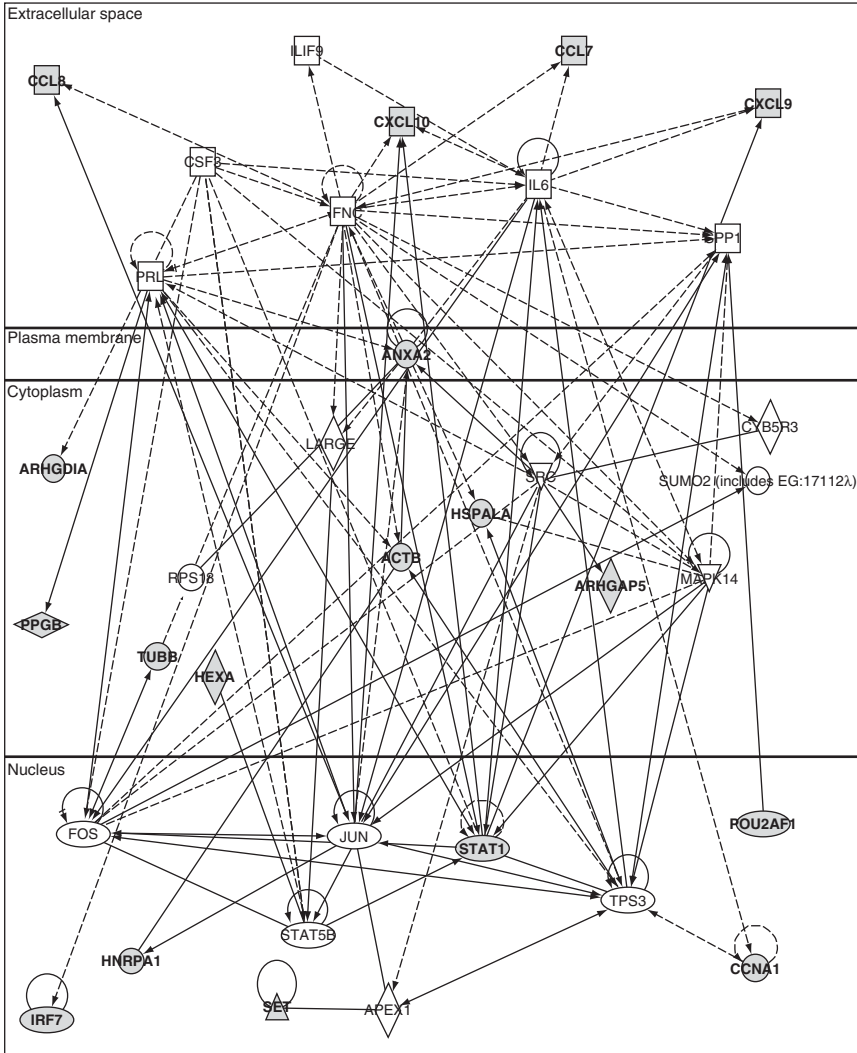 Extracellular space
ILIF9
CCL7
CCL8
CXCL9
CXCL10
CSF3
IL6
IFNG
SPP1
PRL
Plasma membrane
ANXA2
Cytoplasm
CYB5R3
LARGE
ARHGDIA
SRC
SUMO2 (includes EG:17112λ)
HSPALA
ACTB
RPS18
ARHGAP5
MAPK14
PPGB
TUBB
HEXA
Nucleus
POU2AF1
FOS
JUN
STAT1
TPS3
STAT5B
HNRPA1
CCNA1
SET
APEX1
IRF7